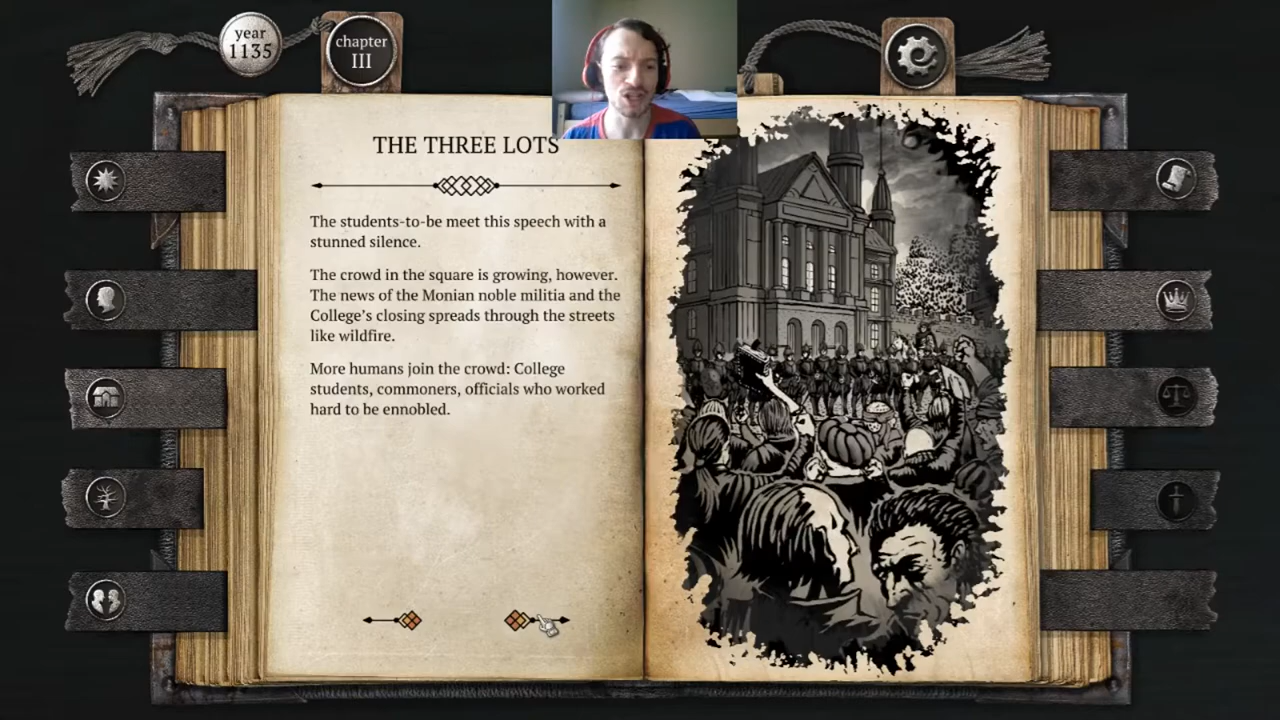 year
1135
chapter
III
THE THREE LOTS
The students-to-be meet this speech with a
stunned silence.
The crowd in the square is growing, however.
The news of the Monian noble militia and the
College's closing spreads through the streets
like wildfire.
More humans join the crowd: College
students, commoners, officials who worked
hard to be ennobled.